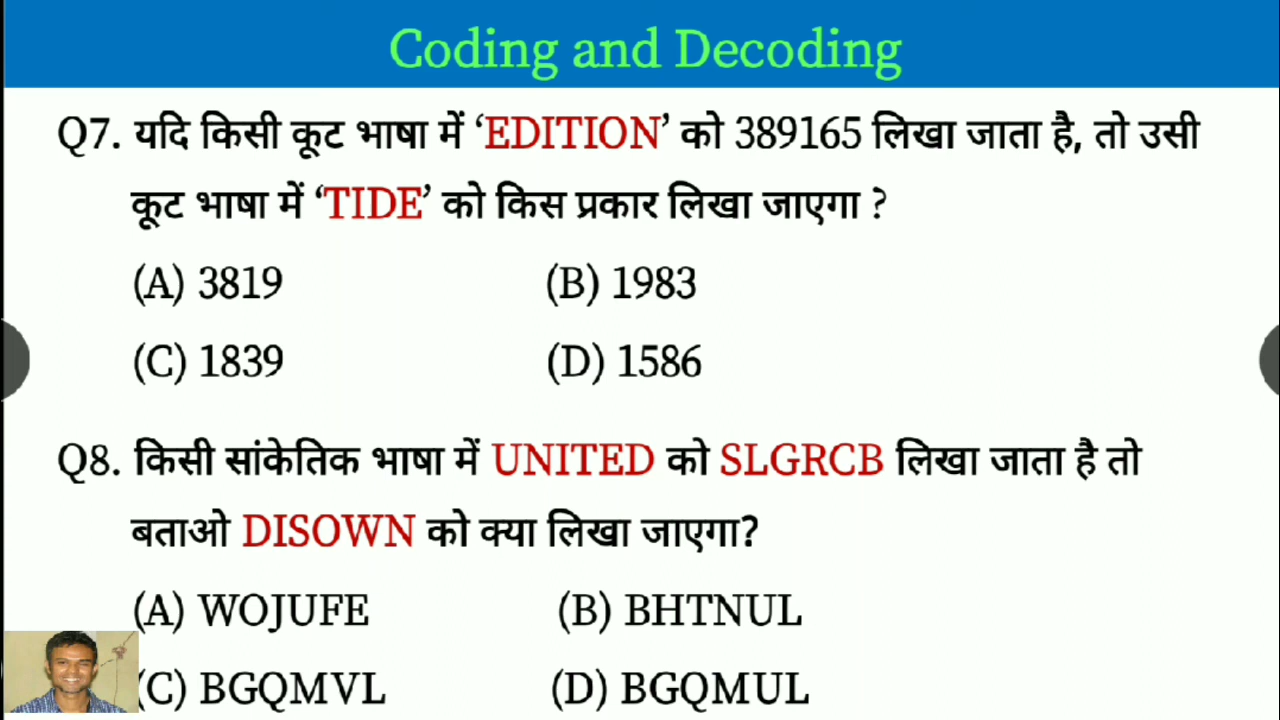 Coding and Decoding
Q7. यदि किसी कूट भाषा में ‘EDITION’ को 389165 लिखा जाता है, तो उसी
कूट भाषा में ‘TIDE’ को किस प्रकार लिखा जाएगा ?
(A) 3819 (B) 1983
(C) 1839 (D) 1586
Q8. किसी सांकेतिक भाषा में UNITED को SLGRCB लिखा जाता है तो
बताओ DISOWN को क्या लिखा जाएगा?
(A) WOJUFE (B) BHTNUL
(C) BGQMVL (D) BGQMUL